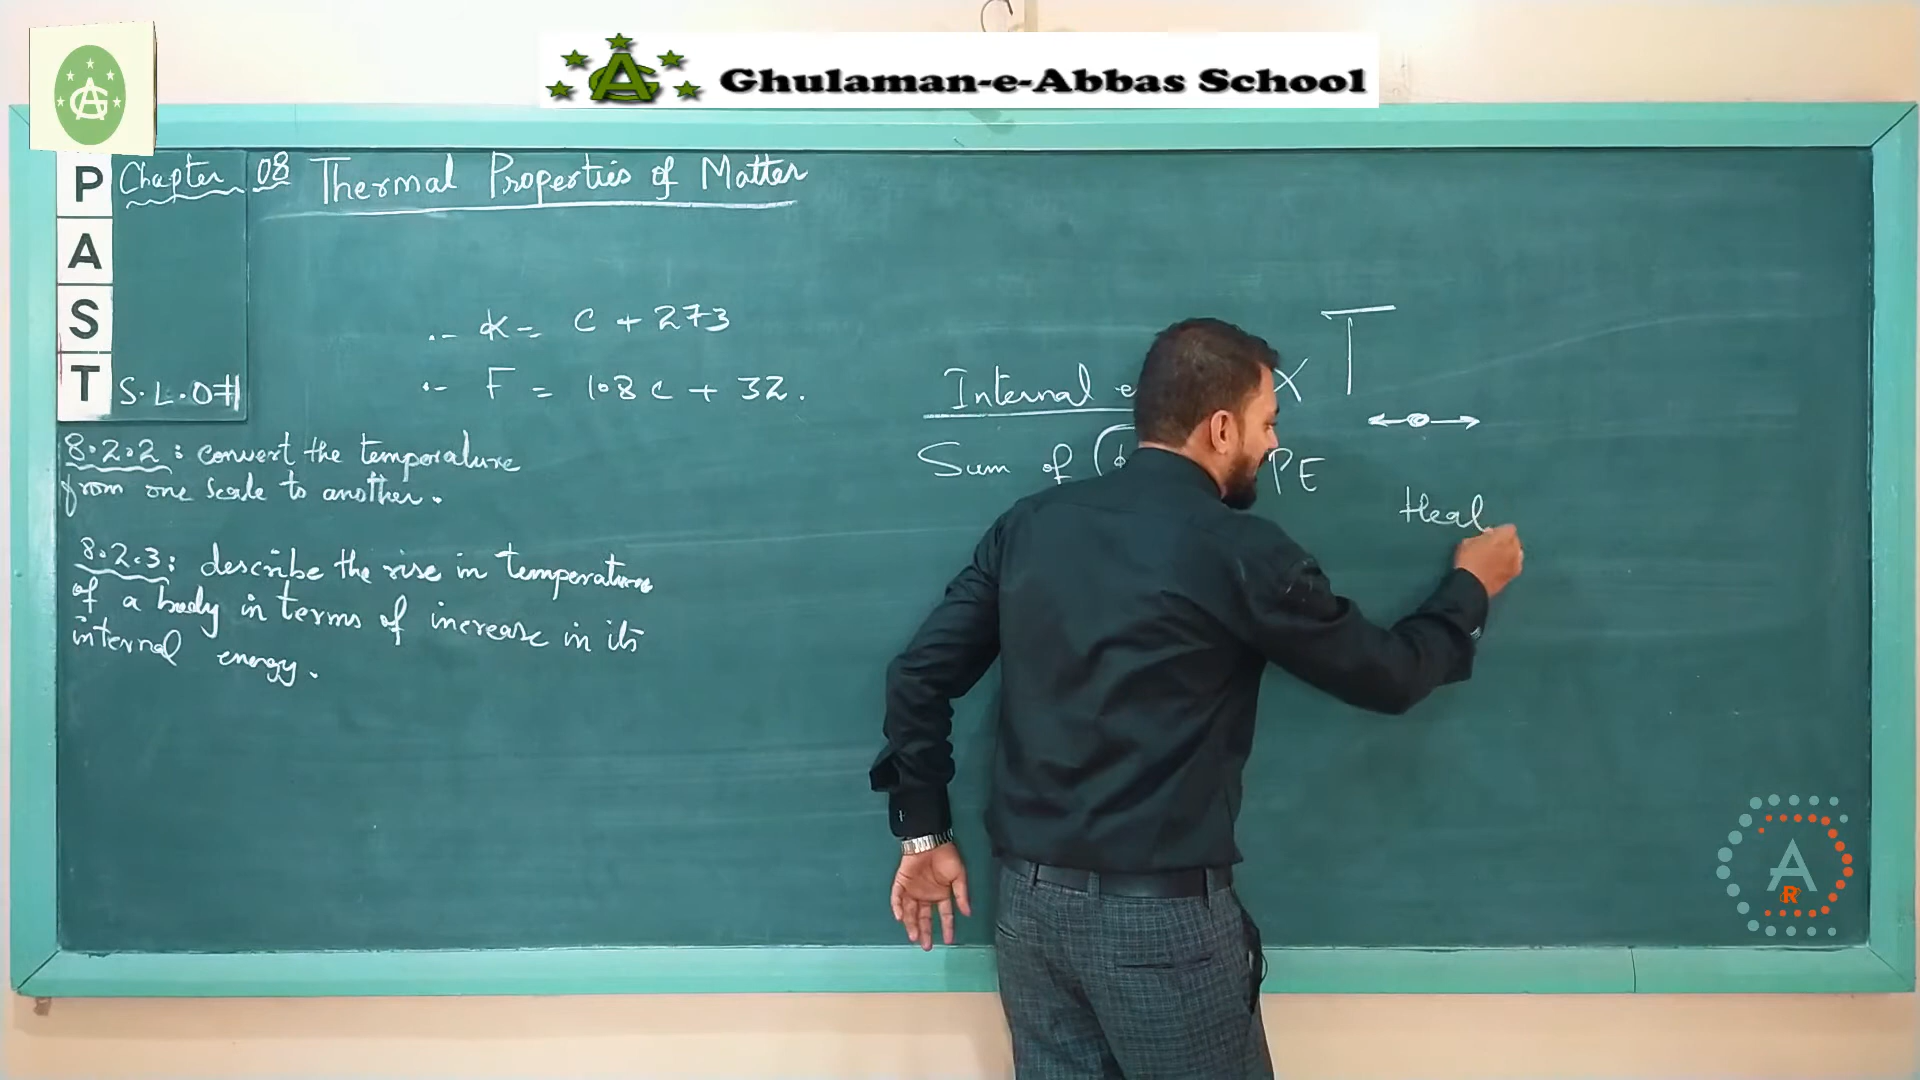 Ghulaman-e-Abbas School
P
A
S
T
Chapter 08 Thermal Properties of Matter
S.L.O#
K = C + 273
F = 1.8 C + 32.
8.2.2: convert the temperature
from one scale to another.
8.2.3: describe the rise in temperature
of a body in terms of increase in its
internal energy.
Internal
T
Sum of
PE
Heat